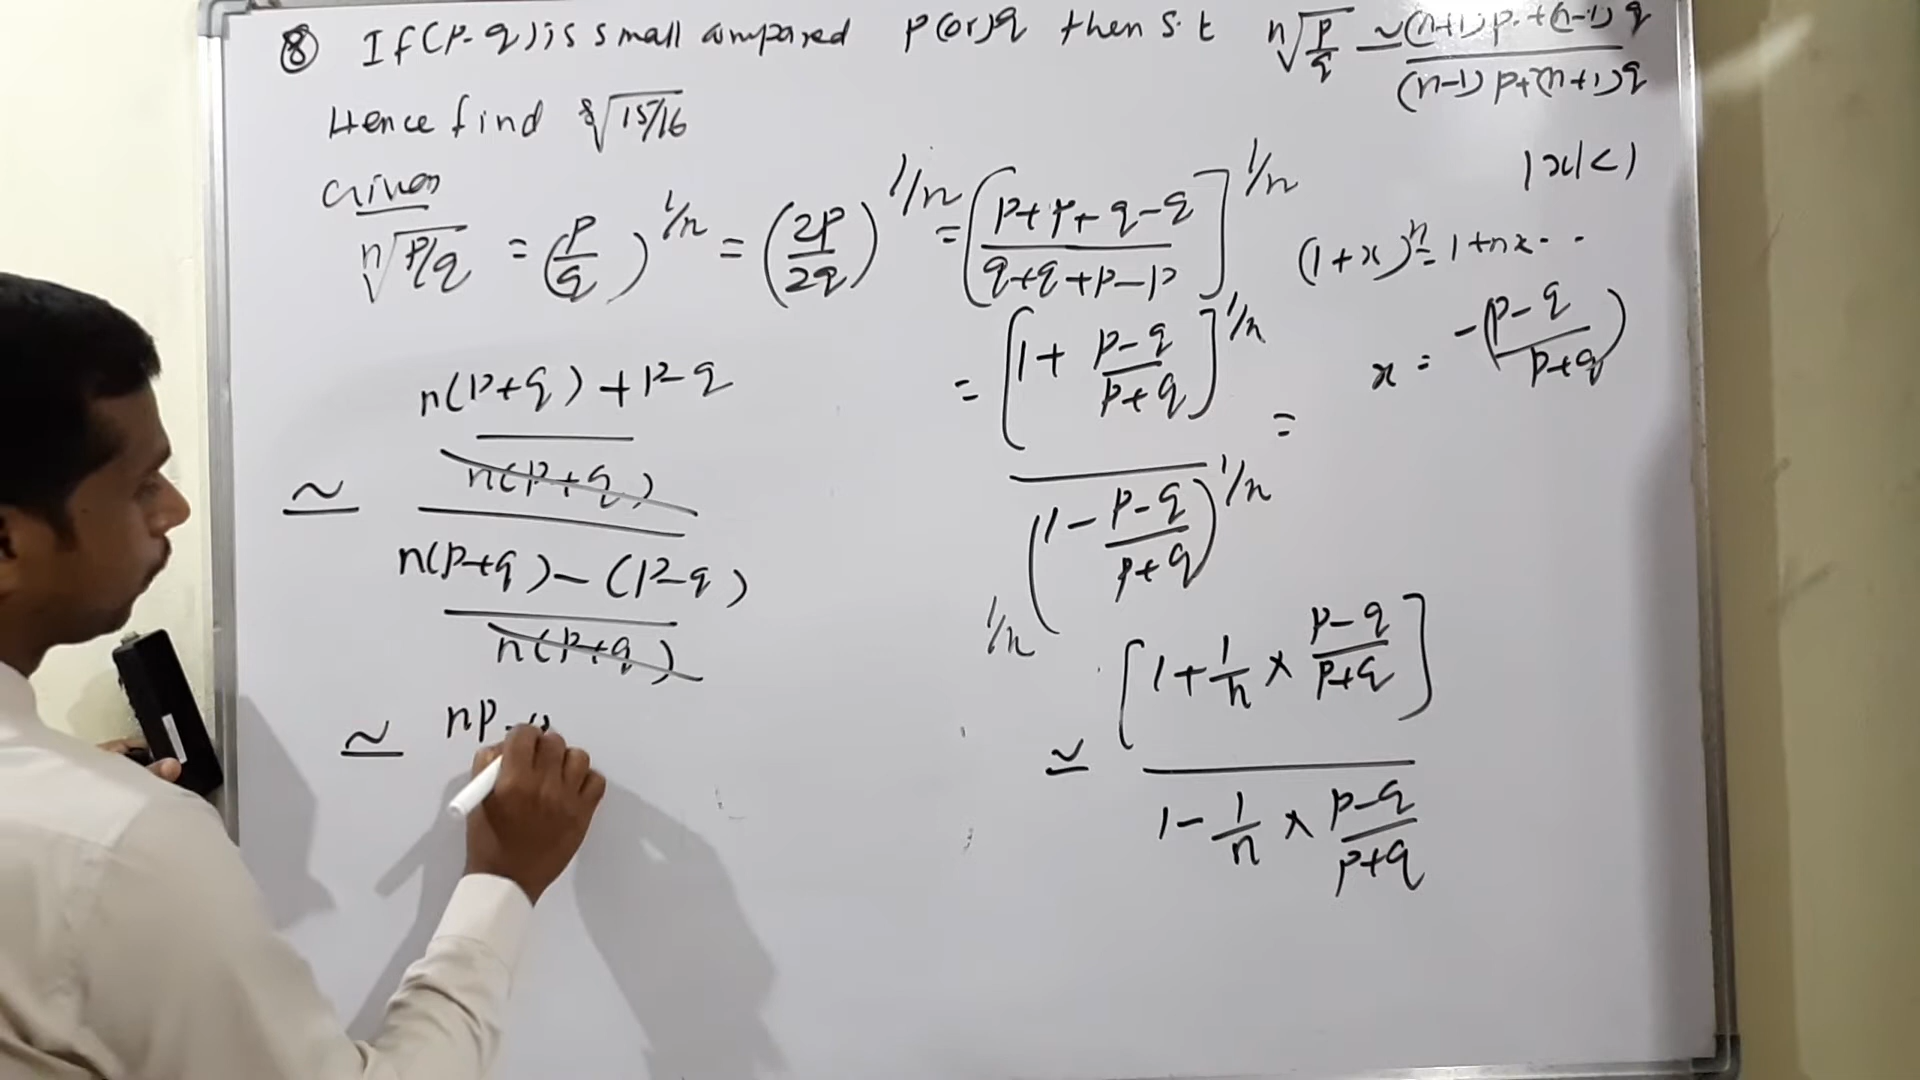 ⑧ If (p-q) is small compared p(or)q then s.t ⁿ√(p/q) ≃ ((n+1)p+(n-1)q)/((n-1)p+(n+1)q)
Hence find ⁸√15/16
Given
ⁿ√p/q = (p/q)^1/n = (2p/2q)^1/n = [(p+p+q-q)/(q+q+p-p)]^1/n
|x|<1
(1+x)^n = 1+nx--
= [1+(p-q)/(p+q)]^1/n / (1-(p-q)/(p+q))^1/n =
x = -((p-q)/(p+q))
1/n
≃ [1+1/n×(p-q)/(p+q)] / 1-1/n×(p-q)/(p+q)
≃ (n(p+q)+p-q)/n(p+q) / (n(p+q)-(p-q))/n(p+q)
≃ np